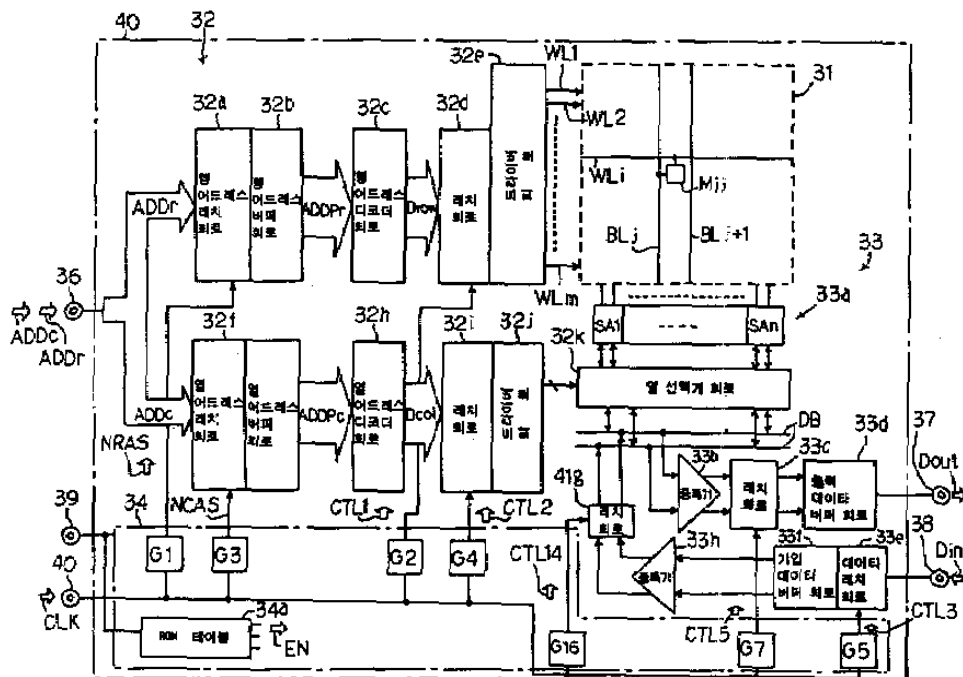 40
32
32e
WL1
31
32a
32b
32c
32d
WL2
행
어드레스
래치
회로
행
어드레스
버퍼
회로
행
어드레스
디코더
회로
래치
회로
드라이버
회로
ADDr
ADDPr
Drow
WLi
Mij
BLj
BLj+1
33
36
WLm
33a
ADDc
ADDr
32f
32h
32i
32j
32k
SA1
SAn
열
어드레스
래치
회로
열
어드레스
버퍼
회로
열
어드레스
디코더
회로
래치
회로
드라이버
회로
열 선택기 회로
ADDc
ADDPc
Dcol
DB
33b
33c
33d
37
NRAS
Dout
39
34
NCAS
CTL1
CTL2
41g
래치
회로
증폭기
래치
회로
출력
데이타
버퍼 회로
38
33h
33f
33e
Din
G1
G3
G2
G4
CTL14
증폭기
기입
데이타
버퍼 회로
데이타
래치
회로
40
CLK
34a
ROM 테이블
EN
CTL5
CTL3
G16
G7
G5